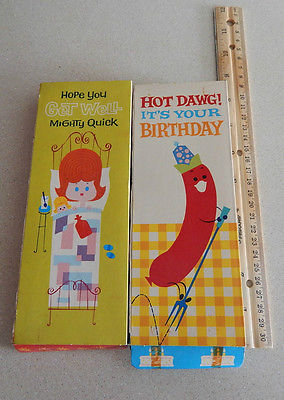 HOPE YOU
GET WELL-
MIGHTY QUICK
HOT DAWG!
IT'S YOUR
BIRTHDAY